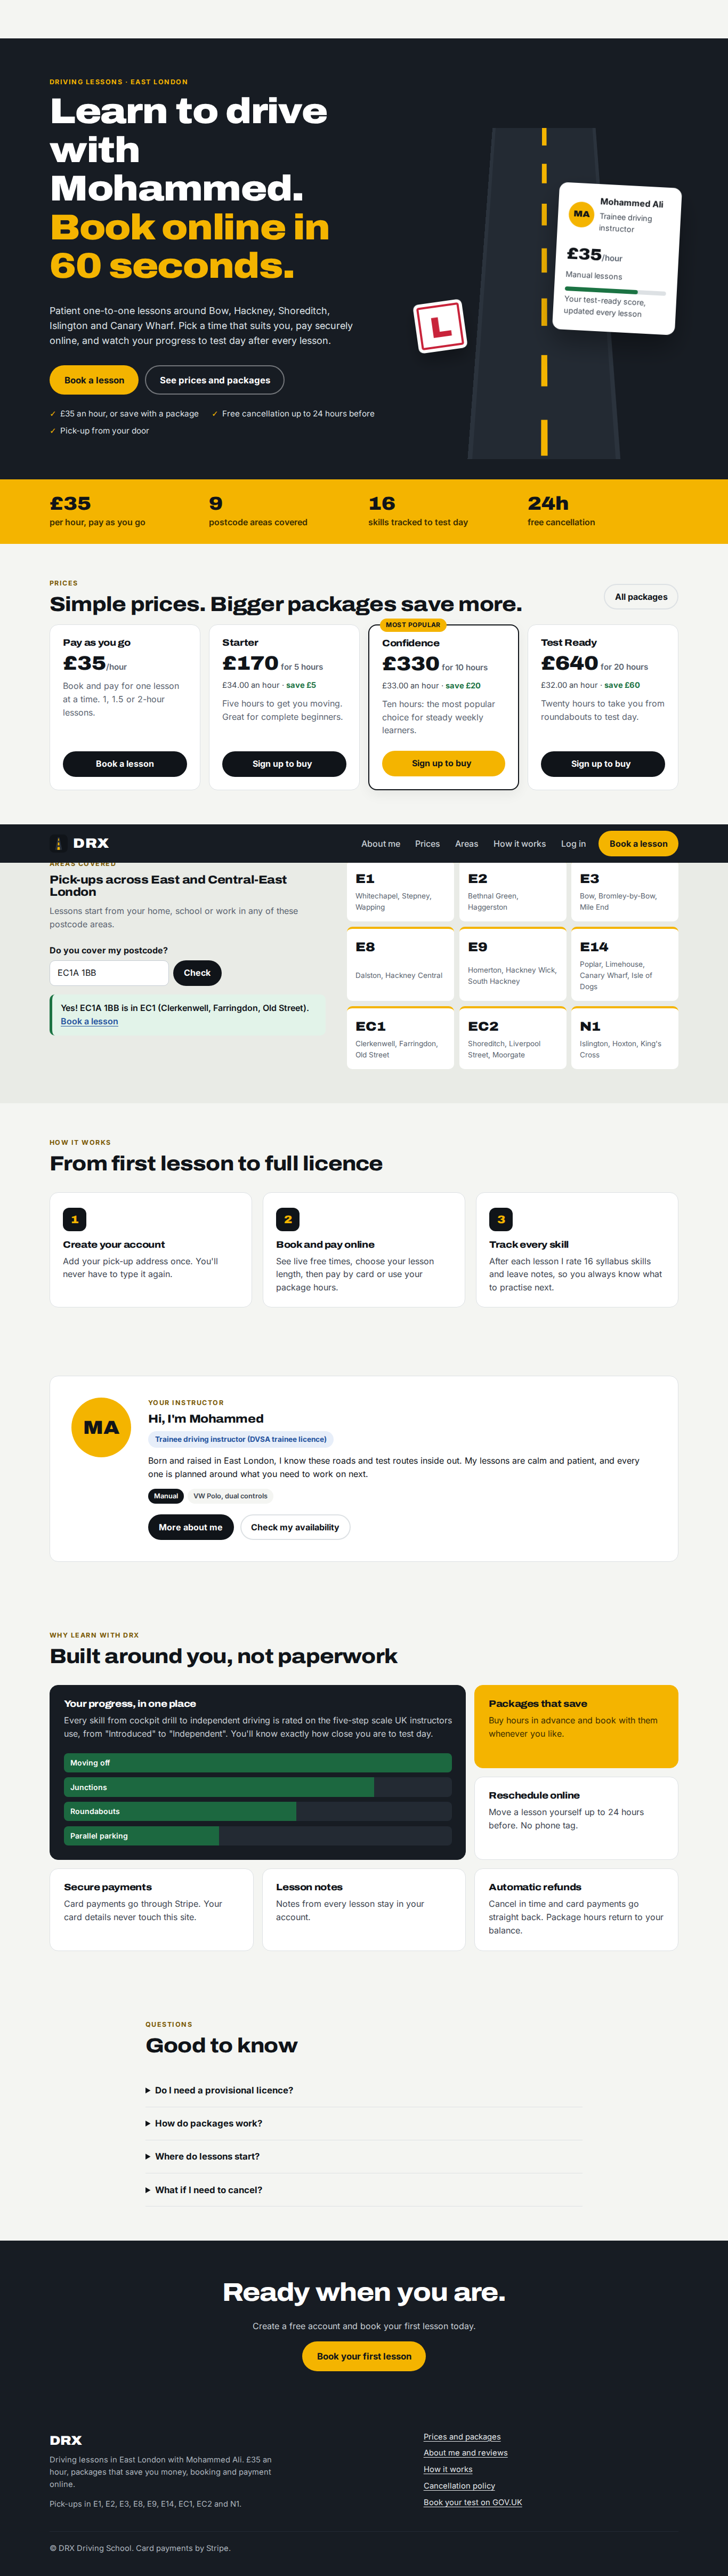 DRIVING LESSONS · EAST LONDON
Learn to drive
with
Mohammed.
Book online in
60 seconds.
Patient one-to-one lessons around Bow, Hackney, Shoreditch,
Islington and Canary Wharf. Pick a time that suits you, pay securely
online, and watch your progress to test day after every lesson.
Book a lesson
See prices and packages
✓ £35 an hour, or save with a package
✓ Free cancellation up to 24 hours before
✓ Pick-up from your door
L
MA
Mohammed Ali
Trainee driving
instructor
£35/hour
Manual lessons
Your test-ready score,
updated every lesson
£35
per hour, pay as you go
9
postcode areas covered
16
skills tracked to test day
24h
free cancellation
PRICES
Simple prices. Bigger packages save more.
All packages
Pay as you go
£35/hour
Book and pay for one lesson
at a time. 1, 1.5 or 2-hour
lessons.
Book a lesson
Starter
£170 for 5 hours
£34.00 an hour · save £5
Five hours to get you moving.
Great for complete beginners.
Sign up to buy
MOST POPULAR
Confidence
£330 for 10 hours
£33.00 an hour · save £20
Ten hours: the most popular
choice for steady weekly
learners.
Sign up to buy
Test Ready
£640 for 20 hours
£32.00 an hour · save £60
Twenty hours to take you from
roundabouts to test day.
Sign up to buy
DRX
About me
Prices
Areas
How it works
Log in
Book a lesson
AREAS COVERED
Pick-ups across East and Central-East
London
Lessons start from your home, school or work in any of these
postcode areas.
Do you cover my postcode?
EC1A 1BB
Check
Yes! EC1A 1BB is in EC1 (Clerkenwell, Farringdon, Old Street).
Book a lesson
E1
Whitechapel, Stepney,
Wapping
E2
Bethnal Green,
Haggerston
E3
Bow, Bromley-by-Bow,
Mile End
E8
Dalston, Hackney Central
E9
Homerton, Hackney Wick,
South Hackney
E14
Poplar, Limehouse,
Canary Wharf, Isle of
Dogs
EC1
Clerkenwell, Farringdon,
Old Street
EC2
Shoreditch, Liverpool
Street, Moorgate
N1
Islington, Hoxton, King's
Cross
HOW IT WORKS
From first lesson to full licence
1
Create your account
Add your pick-up address once. You'll
never have to type it again.
2
Book and pay online
See live free times, choose your lesson
length, then pay by card or use your
package hours.
3
Track every skill
After each lesson I rate 16 syllabus skills
and leave notes, so you always know what
to practise next.
MA
YOUR INSTRUCTOR
Hi, I'm Mohammed
Trainee driving instructor (DVSA trainee licence)
Born and raised in East London, I know these roads and test routes inside out. My lessons are calm and patient, and every
one is planned around what you need to work on next.
Manual
VW Polo, dual controls
More about me
Check my availability
WHY LEARN WITH DRX
Built around you, not paperwork
Your progress, in one place
Every skill from cockpit drill to independent driving is rated on the five-step scale UK instructors
use, from "Introduced" to "Independent". You'll know exactly how close you are to test day.
Moving off
Junctions
Roundabouts
Parallel parking
Packages that save
Buy hours in advance and book with them
whenever you like.
Reschedule online
Move a lesson yourself up to 24 hours
before. No phone tag.
Secure payments
Card payments go through Stripe. Your
card details never touch this site.
Lesson notes
Notes from every lesson stay in your
account.
Automatic refunds
Cancel in time and card payments go
straight back. Package hours return to your
balance.
QUESTIONS
Good to know
Do I need a provisional licence?
How do packages work?
Where do lessons start?
What if I need to cancel?
Ready when you are.
Create a free account and book your first lesson today.
Book your first lesson
DRX
Driving lessons in East London with Mohammed Ali. £35 an
hour, packages that save you money, booking and payment
online.
Pick-ups in E1, E2, E3, E8, E9, E14, EC1, EC2 and N1.
Prices and packages
About me and reviews
How it works
Cancellation policy
Book your test on GOV.UK
© DRX Driving School. Card payments by Stripe.